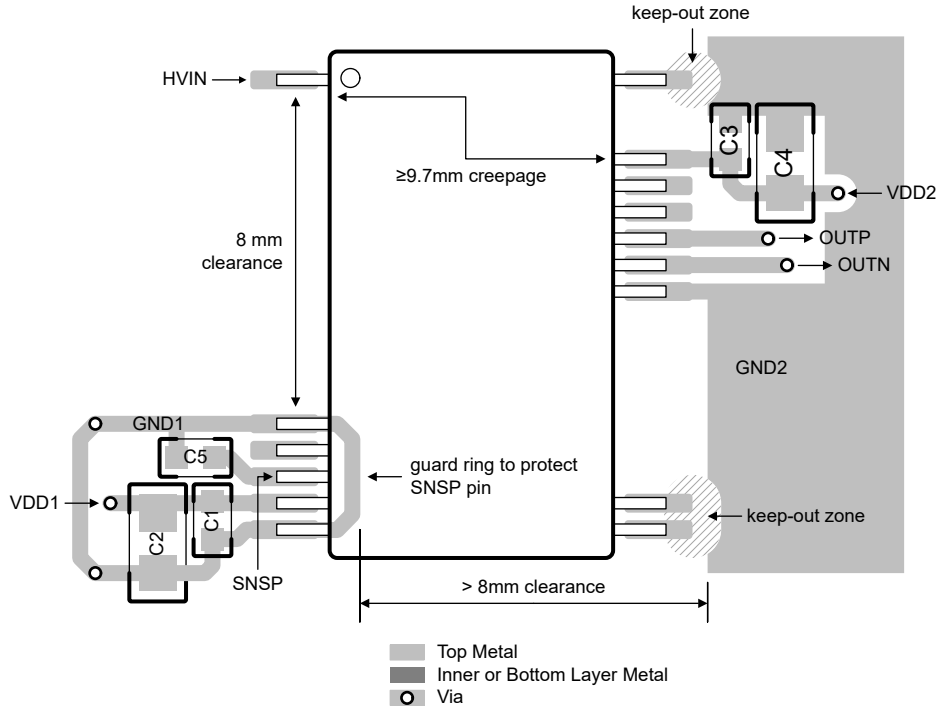 keep-out zone
HVIN
C3
C4
≥9.7mm creepage
VDD2
8 mm
clearance
OUTP
OUTN
GND2
GND1
C5
guard ring to protect
SNSP pin
VDD1
C1
C2
keep-out zone
SNSP
> 8mm clearance
Top Metal
Inner or Bottom Layer Metal
Via